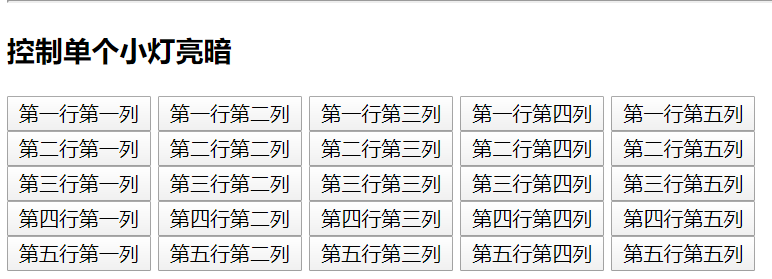 控制单个小灯亮暗
第一行第一列 第一行第二列 第一行第三列 第一行第四列 第一行第五列
第二行第一列 第二行第二列 第二行第三列 第二行第四列 第二行第五列
第三行第一列 第三行第二列 第三行第三列 第三行第四列 第三行第五列
第四行第一列 第四行第二列 第四行第三列 第四行第四列 第四行第五列
第五行第一列 第五行第二列 第五行第三列 第五行第四列 第五行第五列